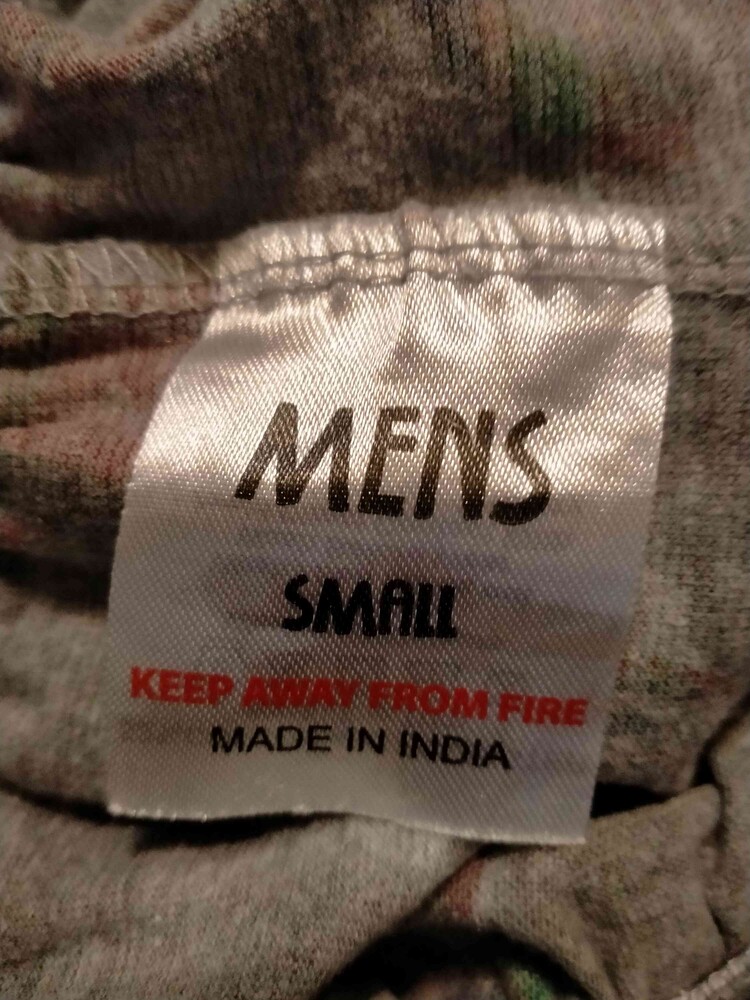 MENS
SMALL
KEEP AWAY FROM FIRE
MADE IN INDIA